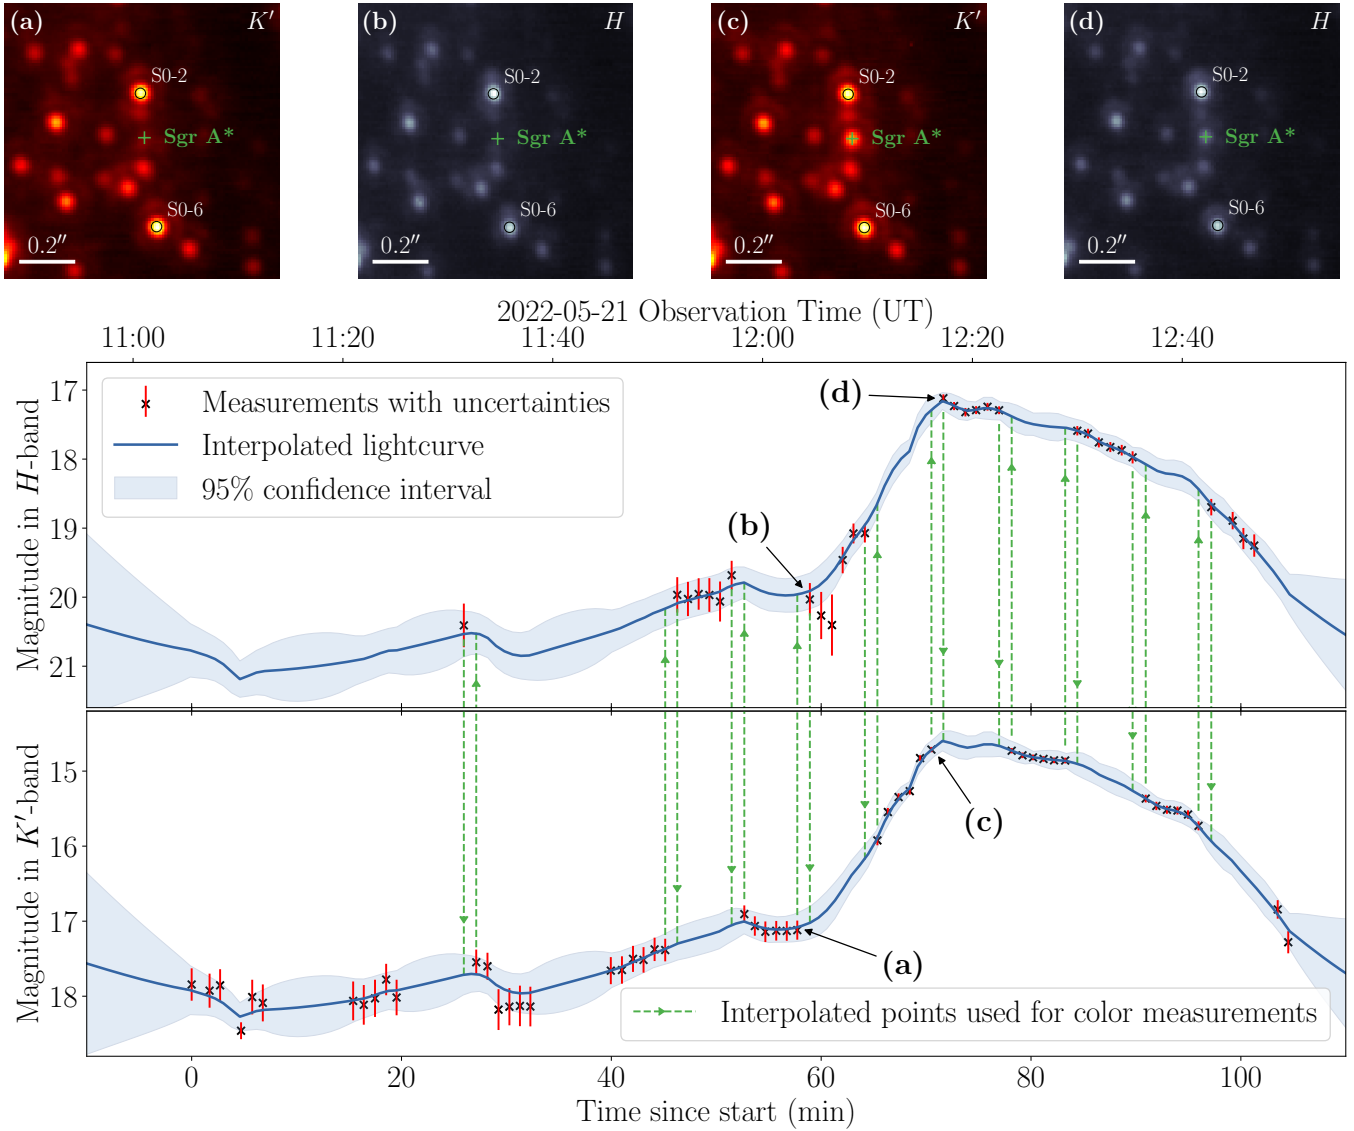 (a) K′
S0-2
+ Sgr A*
S0-6
0.2″
(b) H
S0-2
+ Sgr A*
S0-6
0.2″
(c) K′
S0-2
+ Sgr A*
S0-6
0.2″
(d) H
S0-2
+ Sgr A*
S0-6
0.2″
2022-05-21 Observation Time (UT)
11:00 11:20 11:40 12:00 12:20 12:40
Magnitude in H-band
17
18
19
20
21
Measurements with uncertainties
Interpolated lightcurve
95% confidence interval
(d)
(b)
Magnitude in K′-band
15
16
17
18
(c)
(a)
Interpolated points used for color measurements
0 20 40 60 80 100
Time since start (min)